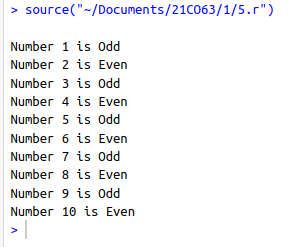 > source("~/Documents/21CO63/1/5.r")
Number 1 is Odd
Number 2 is Even
Number 3 is Odd
Number 4 is Even
Number 5 is Odd
Number 6 is Even
Number 7 is Odd
Number 8 is Even
Number 9 is Odd
Number 10 is Even
>